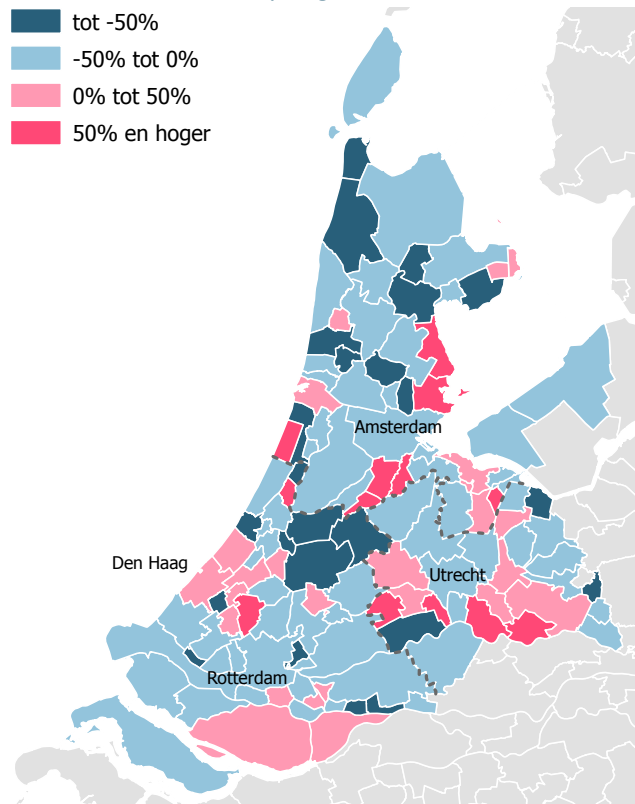 tot -50%
-50% tot 0%
0% tot 50%
50% en hoger
Amsterdam
Den Haag
Utrecht
Rotterdam